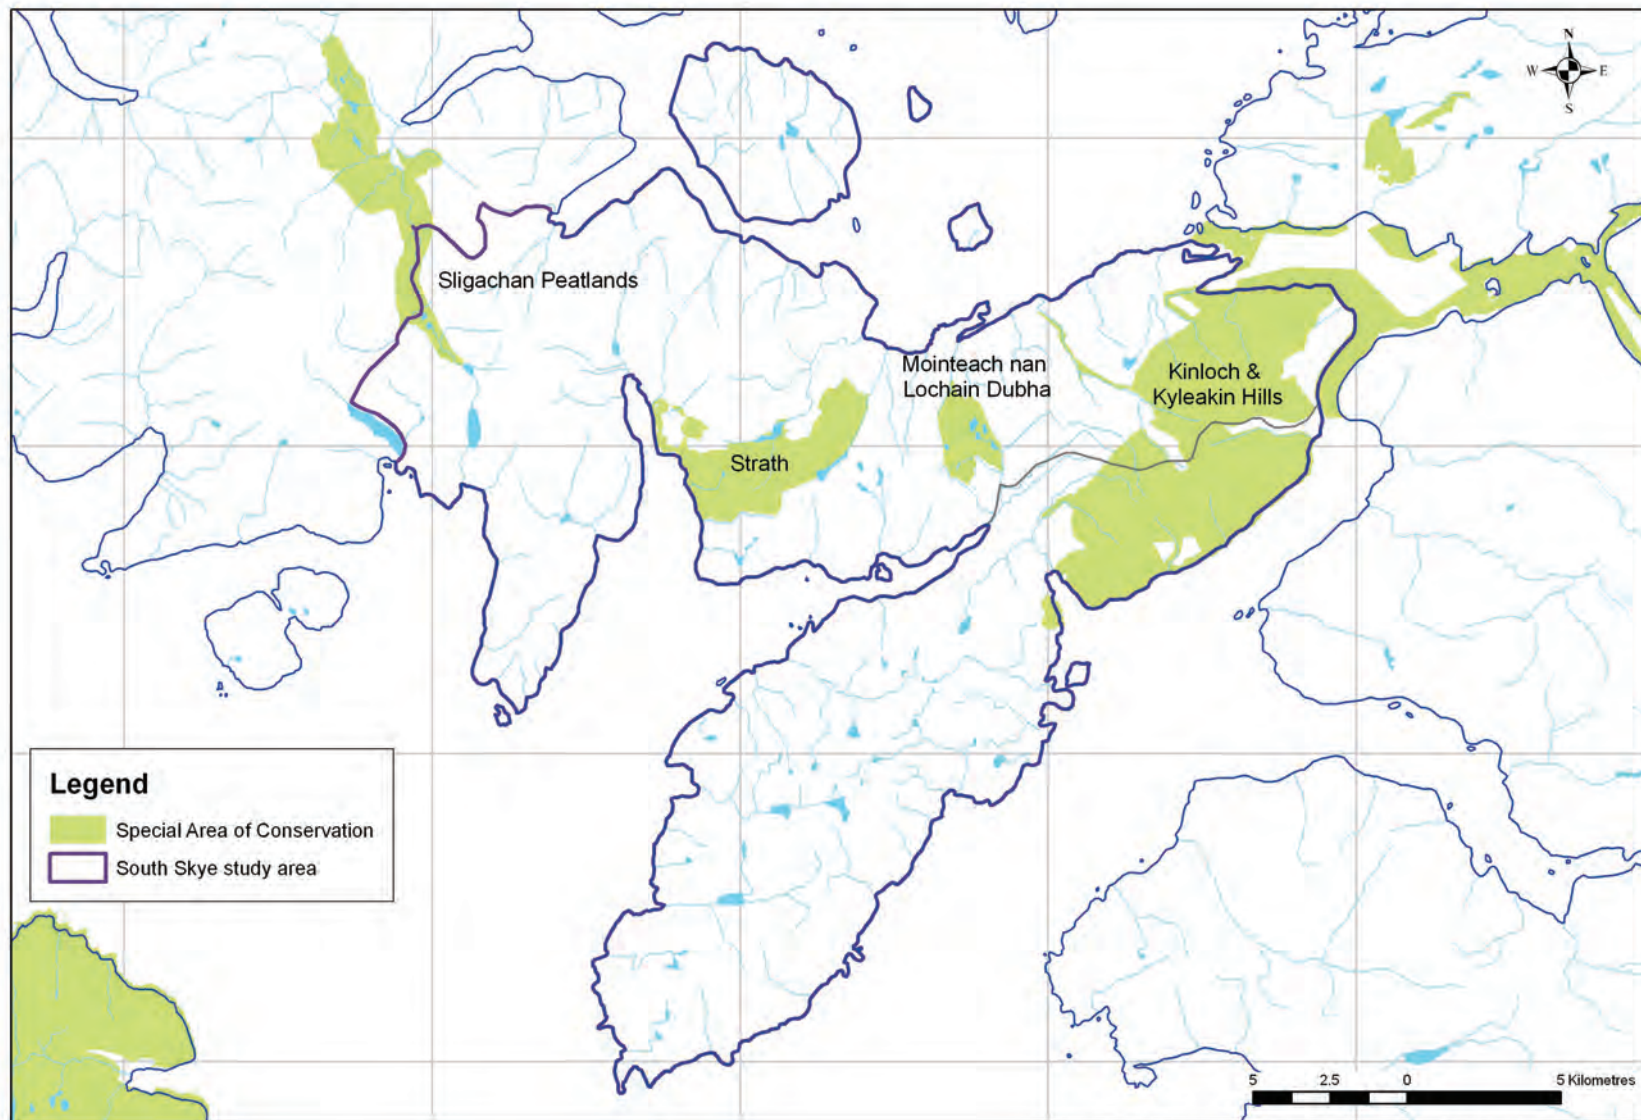 N
W E
S
Sligachan Peatlands
Mointeach nan
Lochain Dubha
Kinloch &
Kyleakin Hills
Strath
Legend
Special Area of Conservation
South Skye study area
5 2.5 0 5 Kilometres